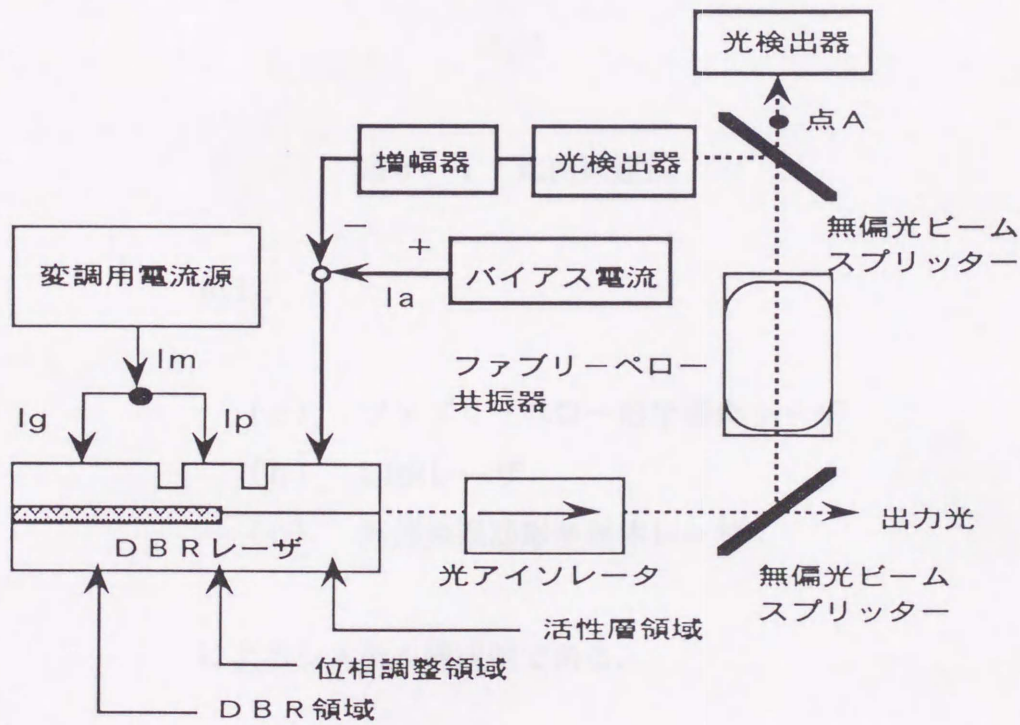 光検出器
点A
増幅器
光検出器
無偏光ビーム
スプリッター
変調用電流源
−
+
バイアス電流
Ia
Im
ファブリーペロー
共振器
Ig
Ip
出力光
DBRレーザ
光アイソレータ
無偏光ビーム
スプリッター
活性層領域
位相調整領域
DBR領域